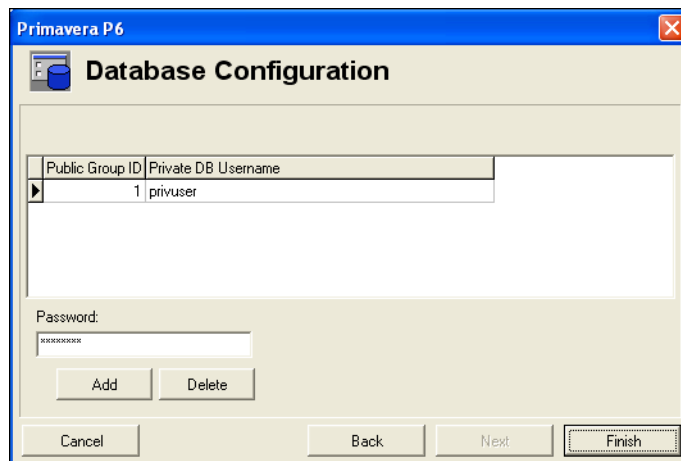 Primavera P6
Database Configuration
Public Group ID Private DB Username
1 privuser
Password:
********
Add Delete
Cancel Back Next Finish